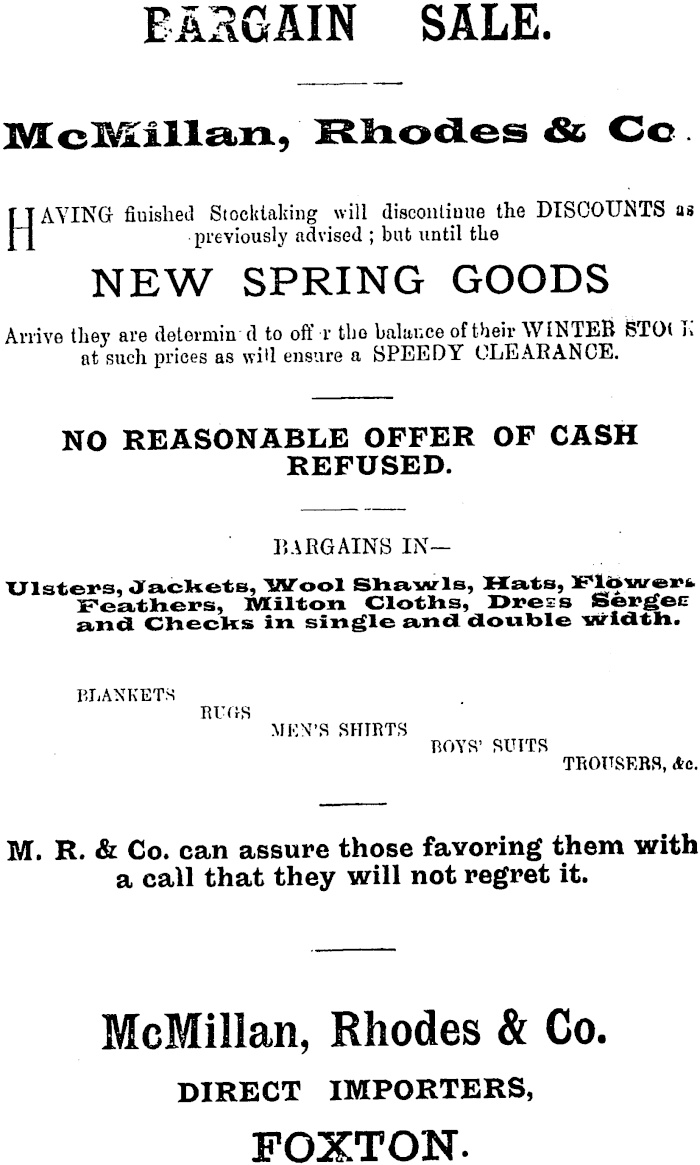 BARGAIN SALE.
McMillan, Rhodes & Co.
HAVING finished Stocktaking will discontinue the DISCOUNTS as
previously advised ; but until the
NEW SPRING GOODS
Arrive they are determined to offer the balance of their WINTER STOCK
at such prices as will ensure a SPEEDY CLEARANCE.
NO REASONABLE OFFER OF CASH
REFUSED.
BARGAINS IN—
Ulsters, Jackets, Wool Shawls, Hats, Flowers
Feathers, Milton Cloths, Dress Serges
and Checks in single and double width.
BLANKETS
RUGS
MEN'S SHIRTS
BOYS' SUITS
TROUSERS, &c.
M. R. & Co. can assure those favoring them with
a call that they will not regret it.
McMillan, Rhodes & Co.
DIRECT IMPORTERS,
FOXTON.